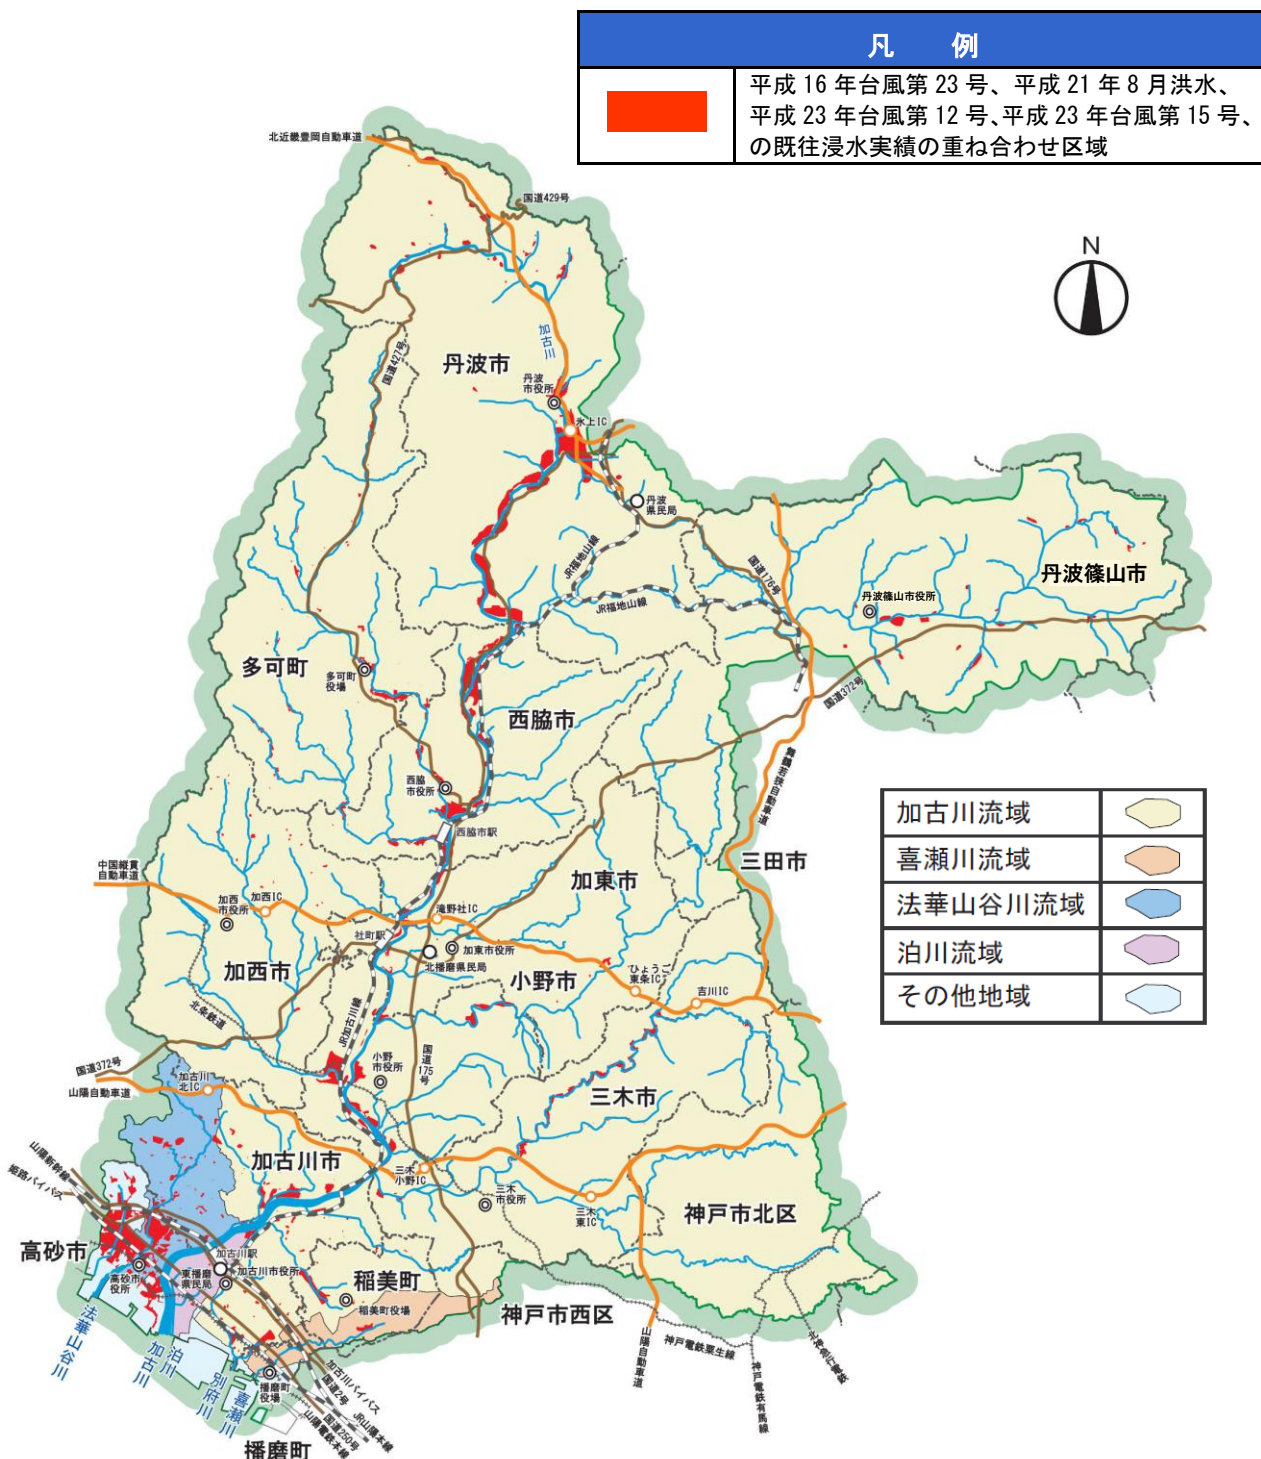 凡 例
平成 16 年台風第 23 号、平成 21 年 8 月洪水、
平成 23 年台風第 12 号、平成 23 年台風第 15 号、
の既往浸水実績の重ね合わせ区域
北近畿豊岡自動車道
国道429号
N
加古川
国道427号
丹波市
丹波
市役所
氷上IC
丹波
県民局
JR福地山線
JR福地山線
国道176号
丹波篠山市
丹波篠山市役所
国道372号
多可町
多可町
役場
西脇市
西脇
市役所
西脇市駅
舞鶴若狭自動車道
三田市
加古川流域
喜瀬川流域
法華山谷川流域
泊川流域
その他地域
中国縦貫
自動車道
加西
市役所
加西IC
加東市
滝野社IC
社町駅
加東市役所
北播磨県民局
加西市
小野市
ひょうご
東条IC
吉川IC
北条鉄道
JR加古川線
小野
市役所
国道175号
国道372号
山陽自動車道
加古川
北IC
三木市
加古川市
三木
小野IC
三木
市役所
三木
東IC
神戸市北区
山陽新幹線
姫路バイパス
高砂市
高砂市
役所
加古川駅
東播磨
県民局
加古川市役所
稲美町
稲美町役場
神戸市西区
神戸電鉄粟生線
山陽自動車道
神戸電鉄有馬線
法華山谷川
加古川
泊川
別府川
喜瀬川
播磨町
役場
播磨町
加古川バイパス
国道2号
JR山陽本線
国道250号
山陽電鉄本線